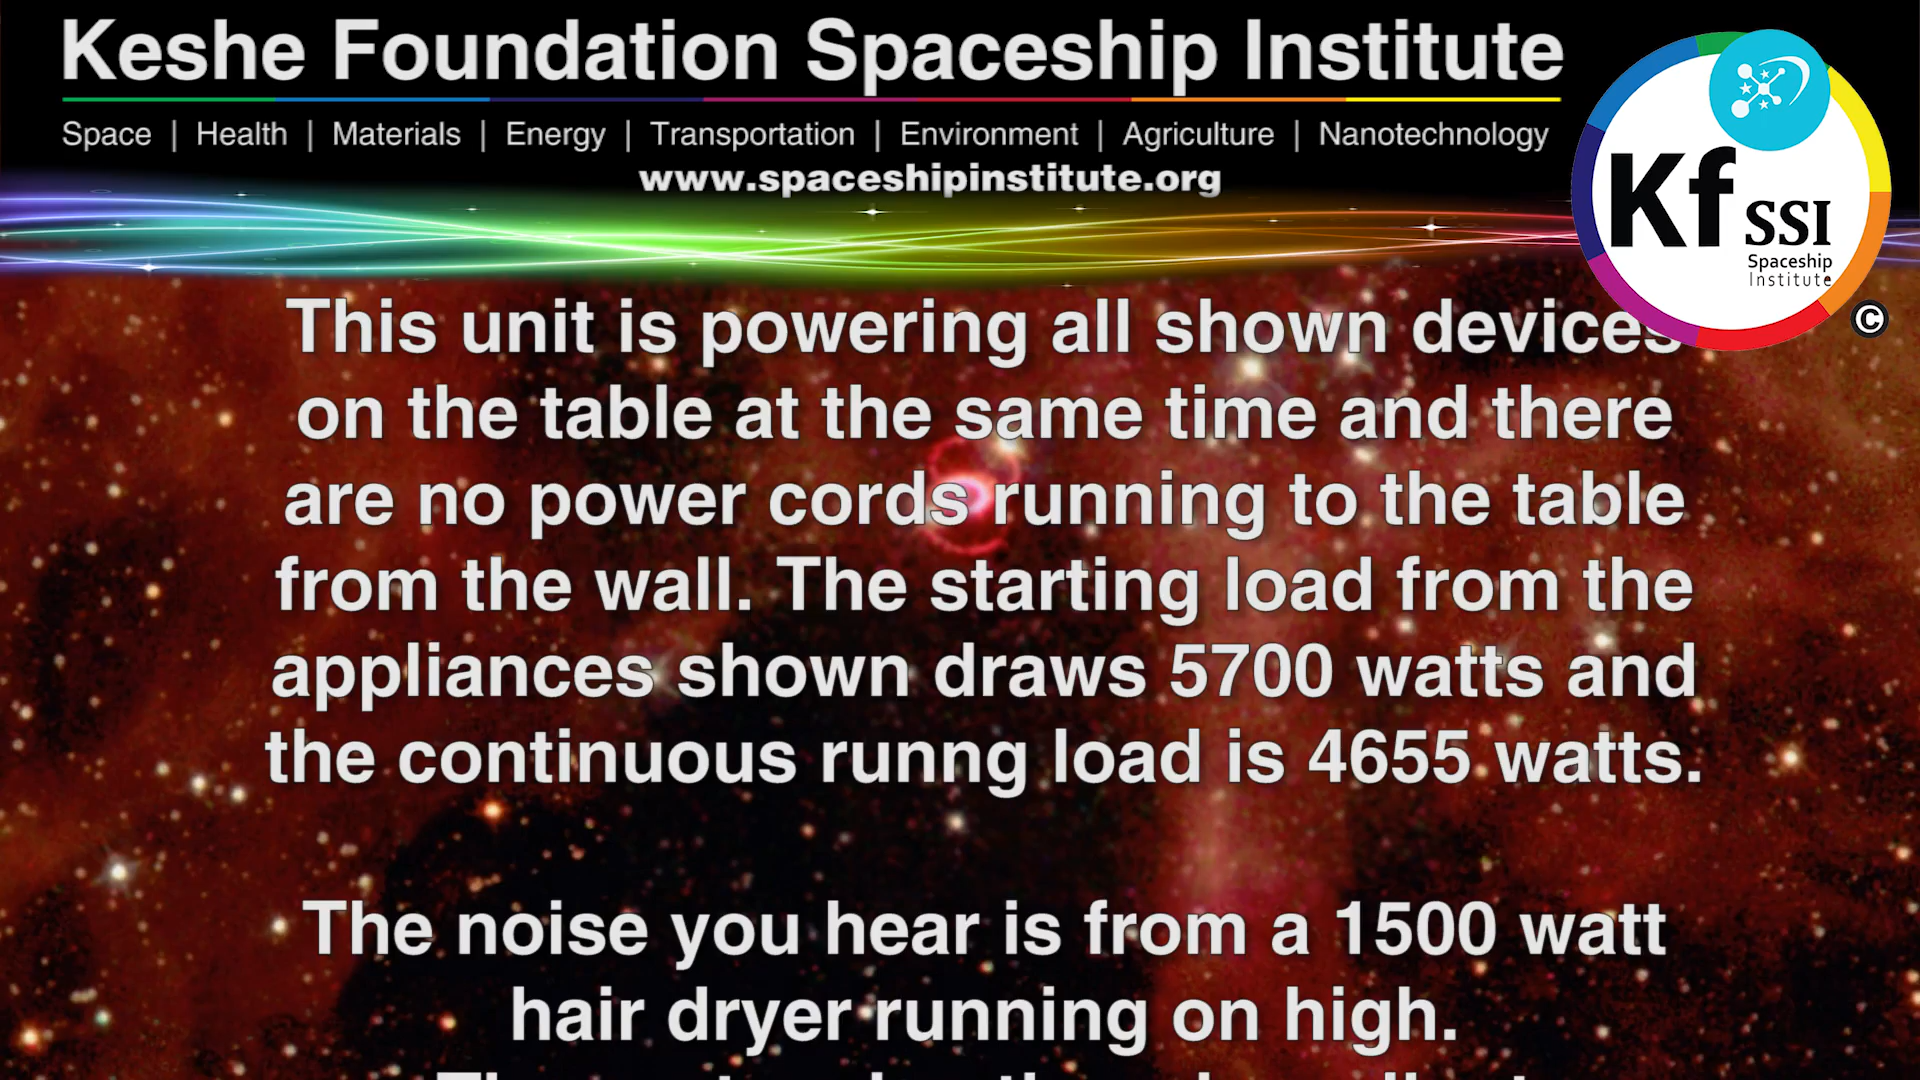 Keshe Foundation Spaceship Institute
Space | Health | Materials | Energy | Transportation | Environment | Agriculture | Nanotechnology
www.spaceshipinstitute.org
Kf SSI
Spaceship
Institute
©
This unit is powering all shown devices
on the table at the same time and there
are no power cords running to the table
from the wall. The starting load from the
appliances shown draws 5700 watts and
the continuous runng load is 4655 watts.
The noise you hear is from a 1500 watt
hair dryer running on high.